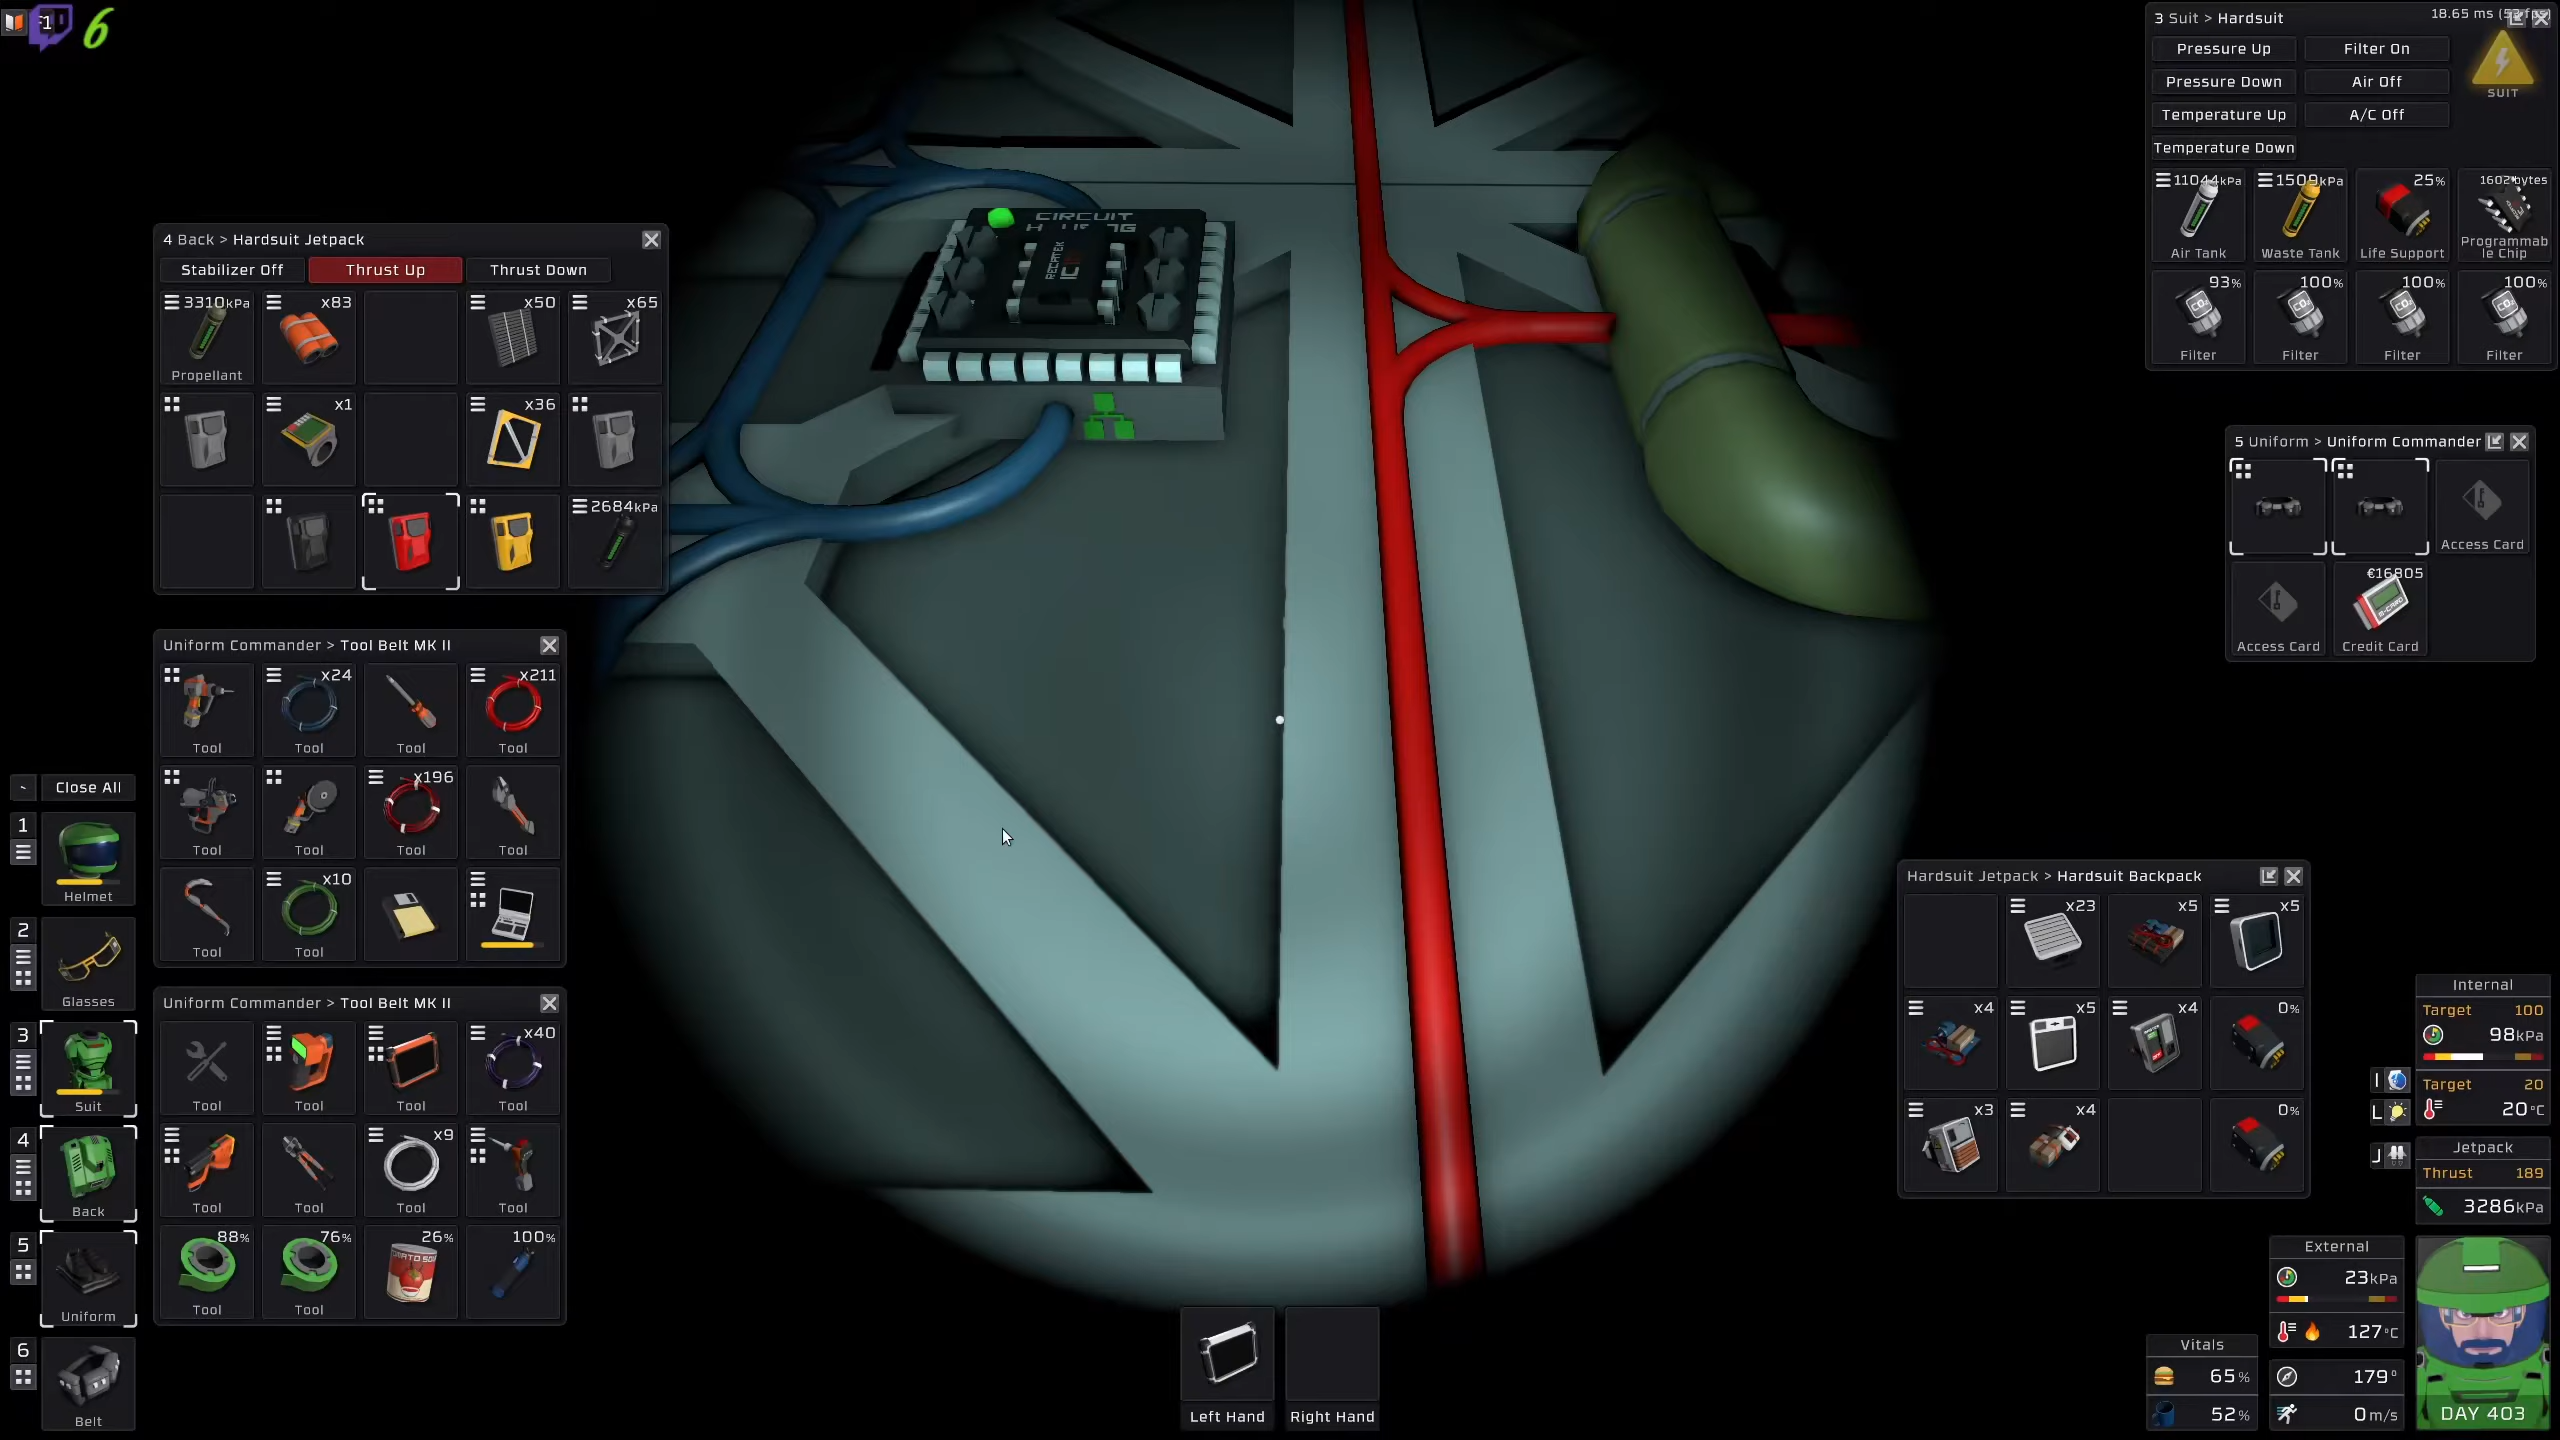 F1
6
18.65 ms (53 fps)
3 Suit > Hardsuit
Pressure Up
Filter On
Pressure Down
Air Off
SUIT
Temperature Up
A/C Off
Temperature Down
11044kPa
1509kPa
25%
1602 bytes
Air Tank
Waste Tank
Life Support
Programmab
le Chip
93%
100%
100%
100%
Filter
Filter
Filter
Filter
4 Back > Hardsuit Jetpack
Stabilizer Off
Thrust Up
Thrust Down
3310kPa
x83
x50
x65
Propellant
x1
x36
2684kPa
CIRCUIT
IC
5 Uniform > Uniform Commander
Access Card
€16805
Access Card
Credit Card
Uniform Commander > Tool Belt MK II
x24
x211
Tool
Tool
Tool
Tool
x196
Tool
Tool
Tool
Tool
x10
Tool
Tool
Uniform Commander > Tool Belt MK II
x40
Tool
Tool
Tool
Tool
x9
Tool
Tool
Tool
Tool
88%
76%
26%
100%
Tool
Tool
~
Close All
1
Helmet
2
Glasses
3
Suit
4
Back
5
Uniform
6
Belt
Hardsuit Jetpack > Hardsuit Backpack
x23
x5
x5
x4
x5
x4
0%
x3
x4
0%
Internal
Target 100
98kPa
Target 20
20°C
I
L
J
Jetpack
Thrust 189
3286kPa
External
23kPa
127°C
179°
0m/s
Vitals
65%
52%
DAY 403
Left Hand
Right Hand